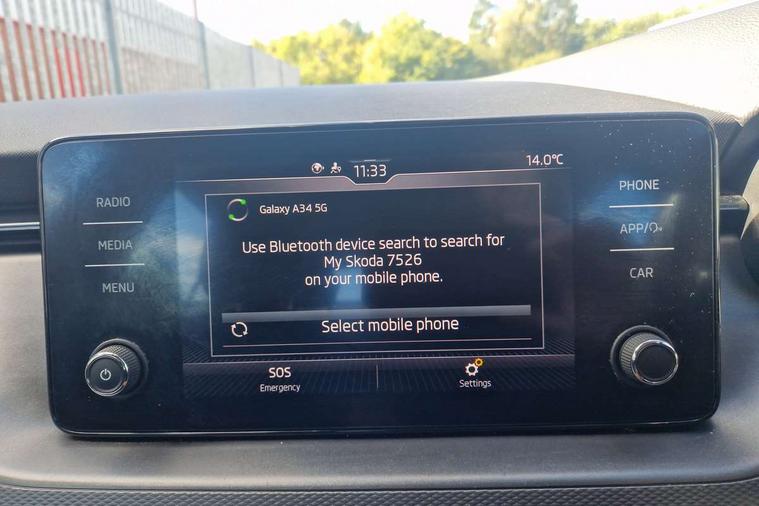 11:33
14.0°C
RADIO
MEDIA
MENU
Galaxy A34 5G
Use Bluetooth device search to search for
My Skoda 7526
on your mobile phone.
Select mobile phone
SOS
Emergency
Settings
PHONE
APP/
CAR